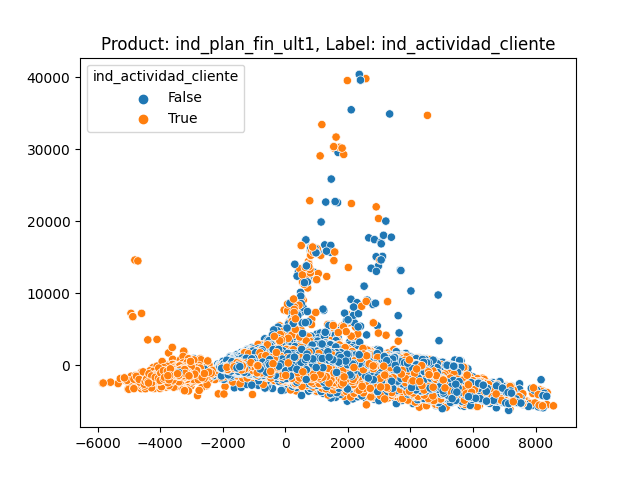 Product: ind_plan_fin_ult1, Label: ind_actividad_cliente
ind_actividad_cliente
False
True
40000
30000
20000
10000
0
−6000 −4000 −2000 0 2000 4000 6000 8000